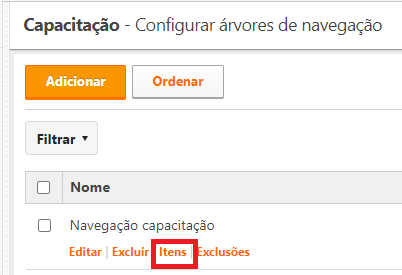 Capacitação - Configurar árvores de navegação
Adicionar Ordenar
Filtrar
Nome
Navegação capacitação
Editar | Excluir | Itens | Exclusões